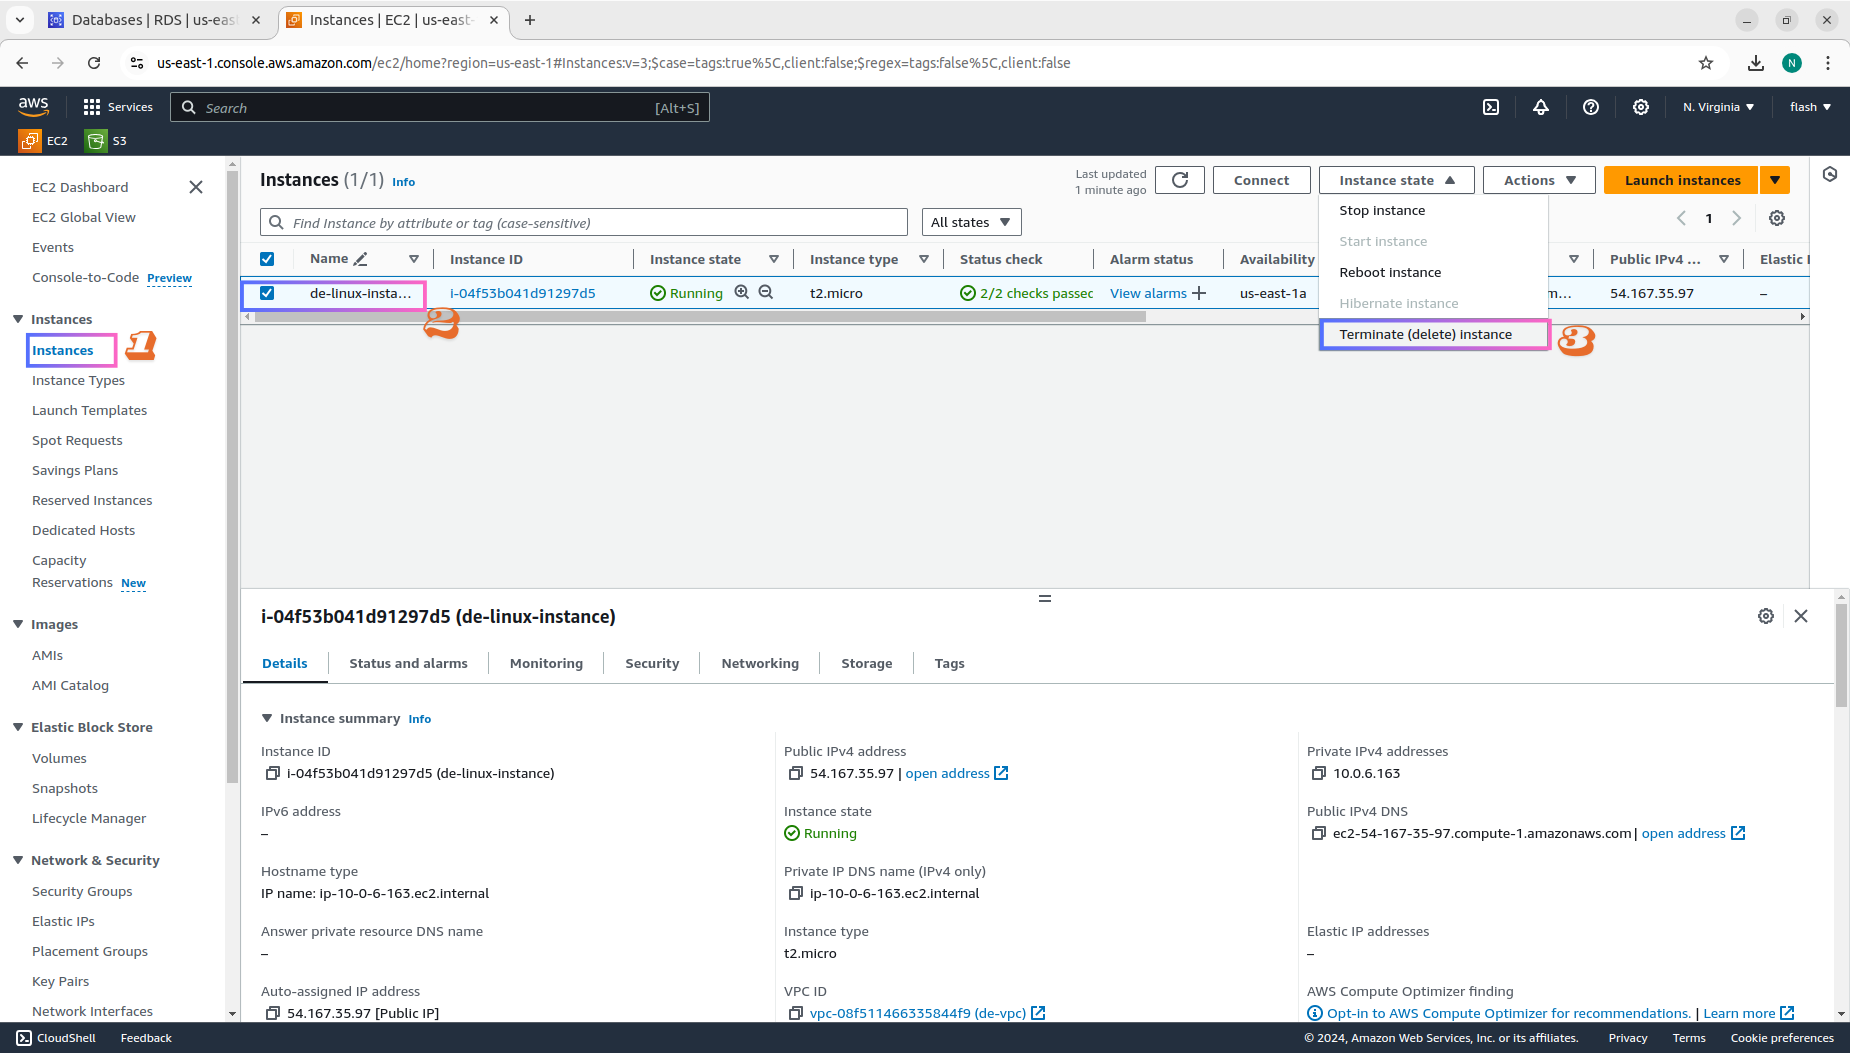 Databases | RDS | us-eas
Instances | EC2 | us-east-
us-east-1.console.aws.amazon.com/ec2/home?region=us-east-1#Instances:v=3;$case=tags:true%5C,client:false;$regex=tags:false%5C,client:false
N
aws
Services
Search
[Alt+S]
N. Virginia
flash
EC2
S3
EC2 Dashboard
EC2 Global View
Events
Console-to-Code Preview
Instances
Instances
1
Instance Types
Launch Templates
Spot Requests
Savings Plans
Reserved Instances
Dedicated Hosts
Capacity
Reservations New
Images
AMIs
AMI Catalog
Elastic Block Store
Volumes
Snapshots
Lifecycle Manager
Network & Security
Security Groups
Elastic IPs
Placement Groups
Key Pairs
Network Interfaces
Instances (1/1) Info
Last updated
1 minute ago
Connect
Instance state
Actions
Launch instances
Find Instance by attribute or tag (case-sensitive)
All states
1
Stop instance
Start instance
Reboot instance
Hibernate instance
Terminate (delete) instance
3
Name
Instance ID
Instance state
Instance type
Status check
Alarm status
Availability
Public IPv4 ...
Elastic I
de-linux-insta...
i-04f53b041d91297d5
Running
t2.micro
2/2 checks passed
View alarms
us-east-1a
m...
54.167.35.97
–
2
i-04f53b041d91297d5 (de-linux-instance)
Details
Status and alarms
Monitoring
Security
Networking
Storage
Tags
Instance summary Info
Instance ID
i-04f53b041d91297d5 (de-linux-instance)
Public IPv4 address
54.167.35.97 | open address
Private IPv4 addresses
10.0.6.163
IPv6 address
–
Instance state
Running
Public IPv4 DNS
ec2-54-167-35-97.compute-1.amazonaws.com | open address
Hostname type
IP name: ip-10-0-6-163.ec2.internal
Private IP DNS name (IPv4 only)
ip-10-0-6-163.ec2.internal
Answer private resource DNS name
–
Instance type
t2.micro
Elastic IP addresses
–
Auto-assigned IP address
54.167.35.97 [Public IP]
VPC ID
vpc-08f511466335844f9 (de-vpc)
AWS Compute Optimizer finding
Opt-in to AWS Compute Optimizer for recommendations. | Learn more
CloudShell
Feedback
© 2024, Amazon Web Services, Inc. or its affiliates.
Privacy
Terms
Cookie preferences